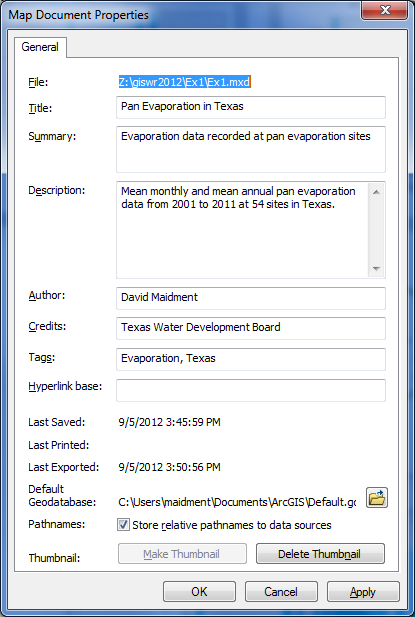 Map Document Properties
General
File: Z:\giswr2012\Ex1\Ex1.mxd
Title: Pan Evaporation in Texas
Summary: Evaporation data recorded at pan evaporation sites
Description: Mean monthly and mean annual pan evaporation
data from 2001 to 2011 at 54 sites in Texas.
Author: David Maidment
Credits: Texas Water Development Board
Tags: Evaporation, Texas
Hyperlink base:
Last Saved: 9/5/2012 3:45:59 PM
Last Printed:
Last Exported: 9/5/2012 3:50:56 PM
Default
Geodatabase: C:\Users\maidment\Documents\ArcGIS\Default.gc
Pathnames: Store relative pathnames to data sources
Thumbnail: Make Thumbnail Delete Thumbnail
OK Cancel Apply